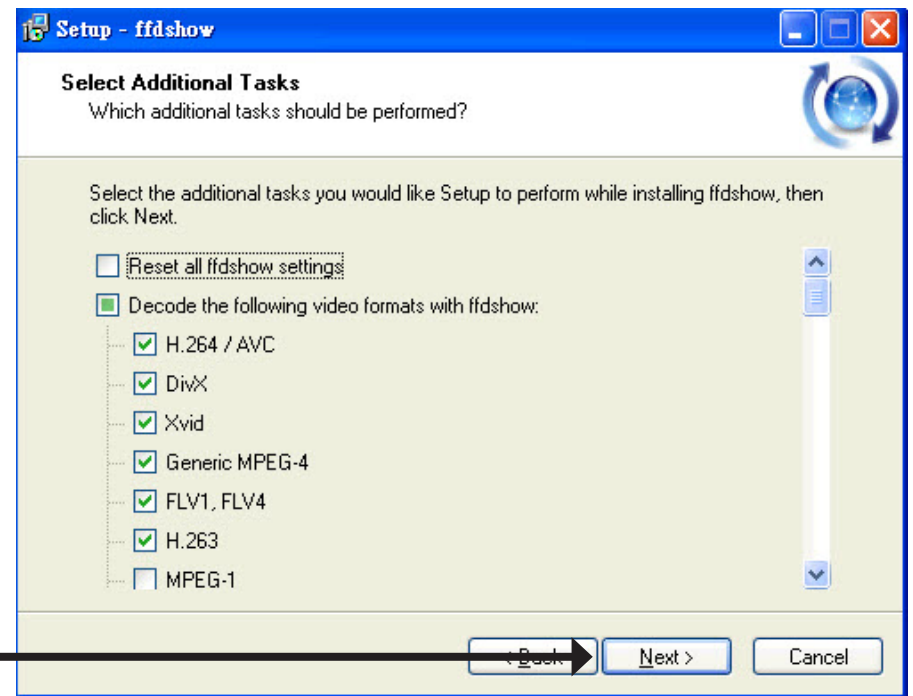 Setup - ffdshow
Select Additional Tasks
Which additional tasks should be performed?
Select the additional tasks you would like Setup to perform while installing ffdshow, then
click Next.
Reset all ffdshow settings
Decode the following video formats with ffdshow:
H.264 / AVC
DivX
Xvid
Generic MPEG-4
FLV1, FLV4
H.263
MPEG-1
< Back Next > Cancel